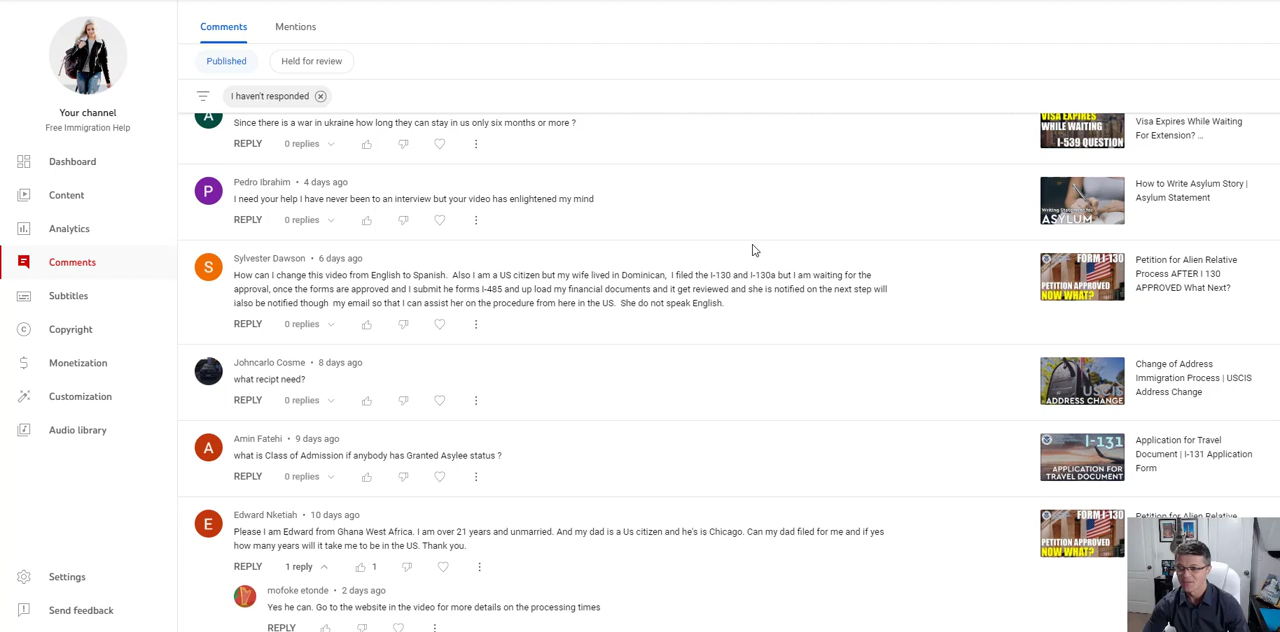 Comments
Mentions
Published
Held for review
I haven't responded
Your channel
Free Immigration Help
Dashboard
Content
Analytics
Comments
Subtitles
Copyright
Monetization
Customization
Audio library
Settings
Send feedback
A
Since there is a war in ukraine how long they can stay in us only six months or more ?
REPLY 0 replies
VISA EXPIRES
WHILE WAITING
I-539 QUESTION
Visa Expires While Waiting
For Extension? ...
P
Pedro Ibrahim • 4 days ago
I need your help I have never been to an interview but your video has enlightened my mind
REPLY 0 replies
Writing Statement for
ASYLUM
How to Write Asylum Story |
Asylum Statement
S
Sylvester Dawson • 6 days ago
How can I change this video from English to Spanish. Also I am a US citizen but my wife lived in Dominican, I filed the I-130 and I-130a but I am waiting for the
approval, once the forms are approved and I submit he forms I-485 and up load my financial documents and it get reviewed and she is notified on the next step will
ialso be notified though my email so that I can assist her on the procedure from here in the US. She do not speak English.
REPLY 0 replies
FORM I-130
PETITION APPROVED
NOW WHAT?
Petition for Alien Relative
Process AFTER I 130
APPROVED What Next?
Johncarlo Cosme • 8 days ago
what recipt need?
REPLY 0 replies
USCIS
ADDRESS CHANGE
Change of Address
Immigration Process | USCIS
Address Change
A
Amin Fatehi • 9 days ago
what is Class of Admission if anybody has Granted Asylee status ?
REPLY 0 replies
I-131
APPLICATION FOR
TRAVEL DOCUMENT
Application for Travel
Document | I-131 Application
Form
E
Edward Nketiah • 10 days ago
Please I am Edward from Ghana West Africa. I am over 21 years and unmarried. And my dad is a Us citizen and he's is Chicago. Can my dad filed for me and if yes
how many years will it take me to be in the US. Thank you.
REPLY 1 reply 1
FORM I-130
PETITION APPROVED
NOW WHAT?
Petition for Alien Relative
mofoke etonde • 2 days ago
Yes he can. Go to the website in the video for more details on the processing times
REPLY